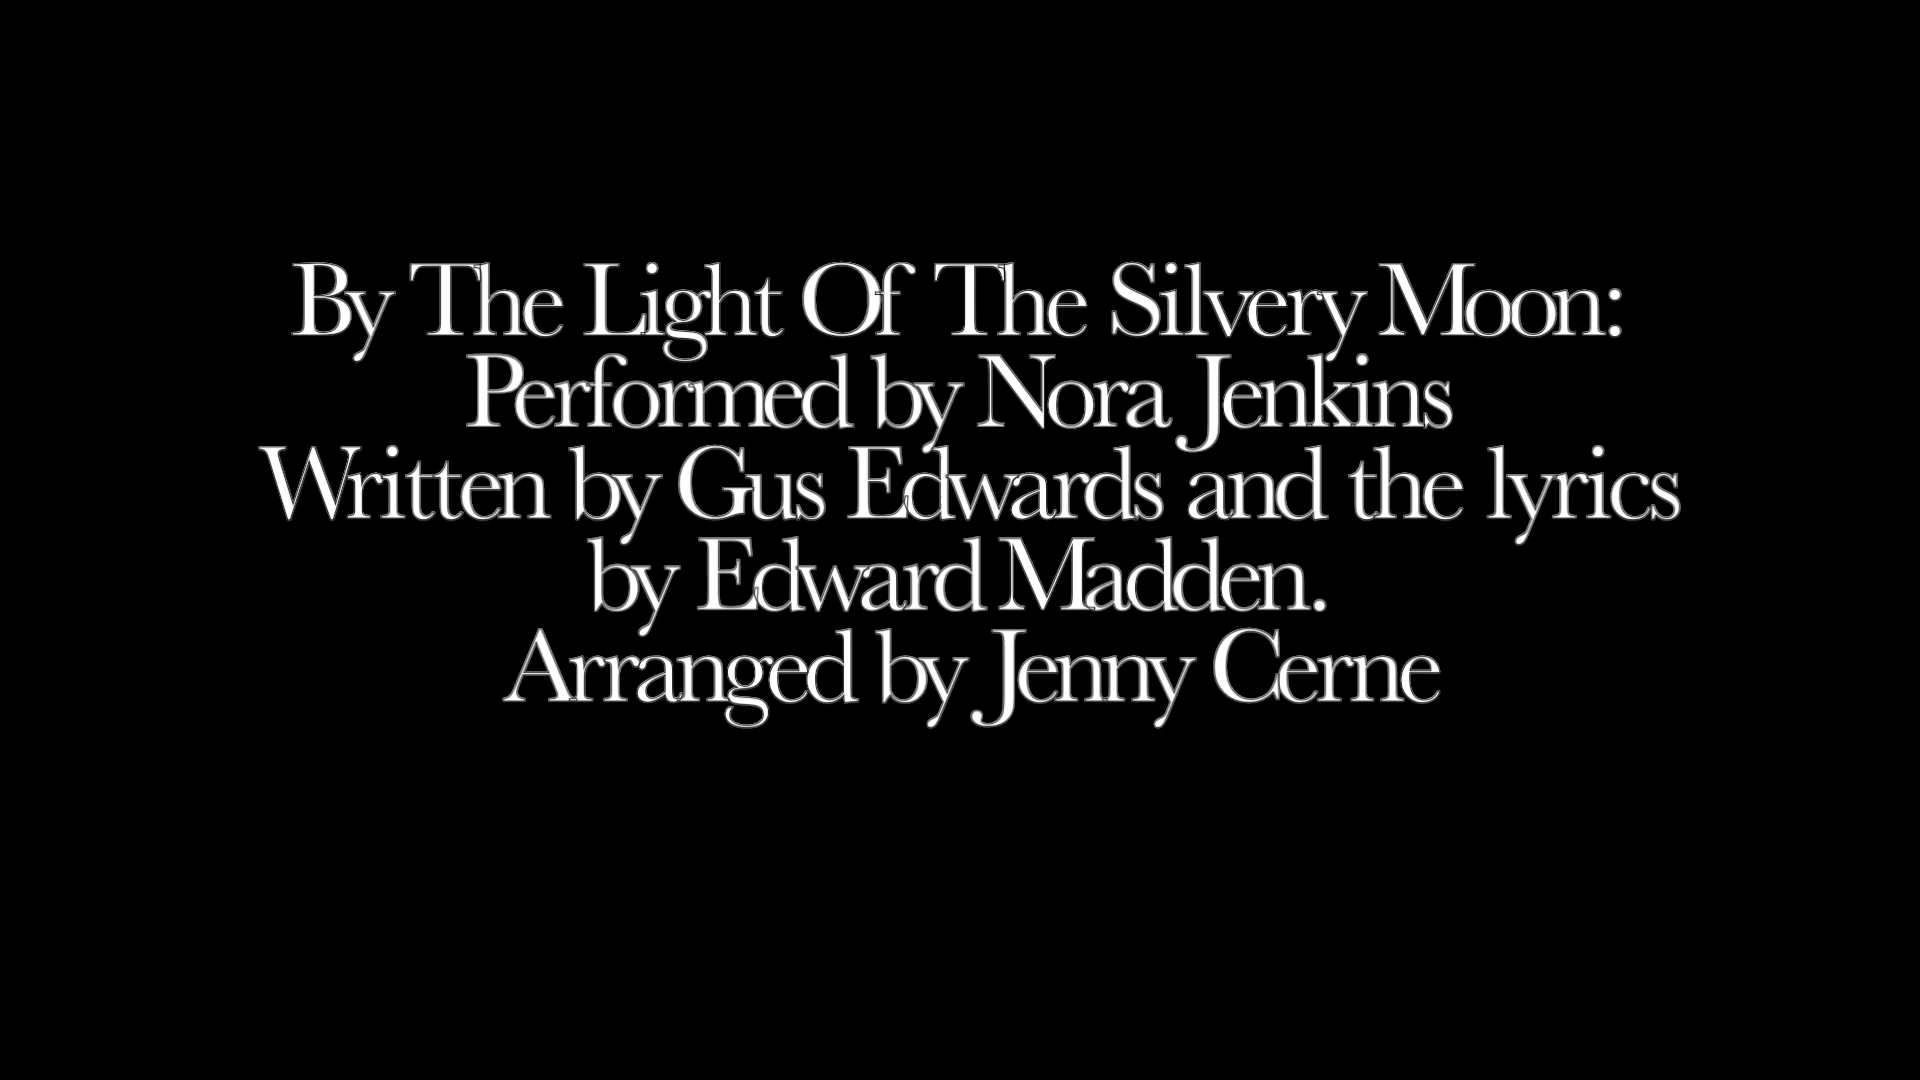 By The Light Of The Silvery Moon:
Performed by Nora Jenkins
Written by Gus Edwards and the lyrics
by Edward Madden.
Arranged by Jenny Cerne